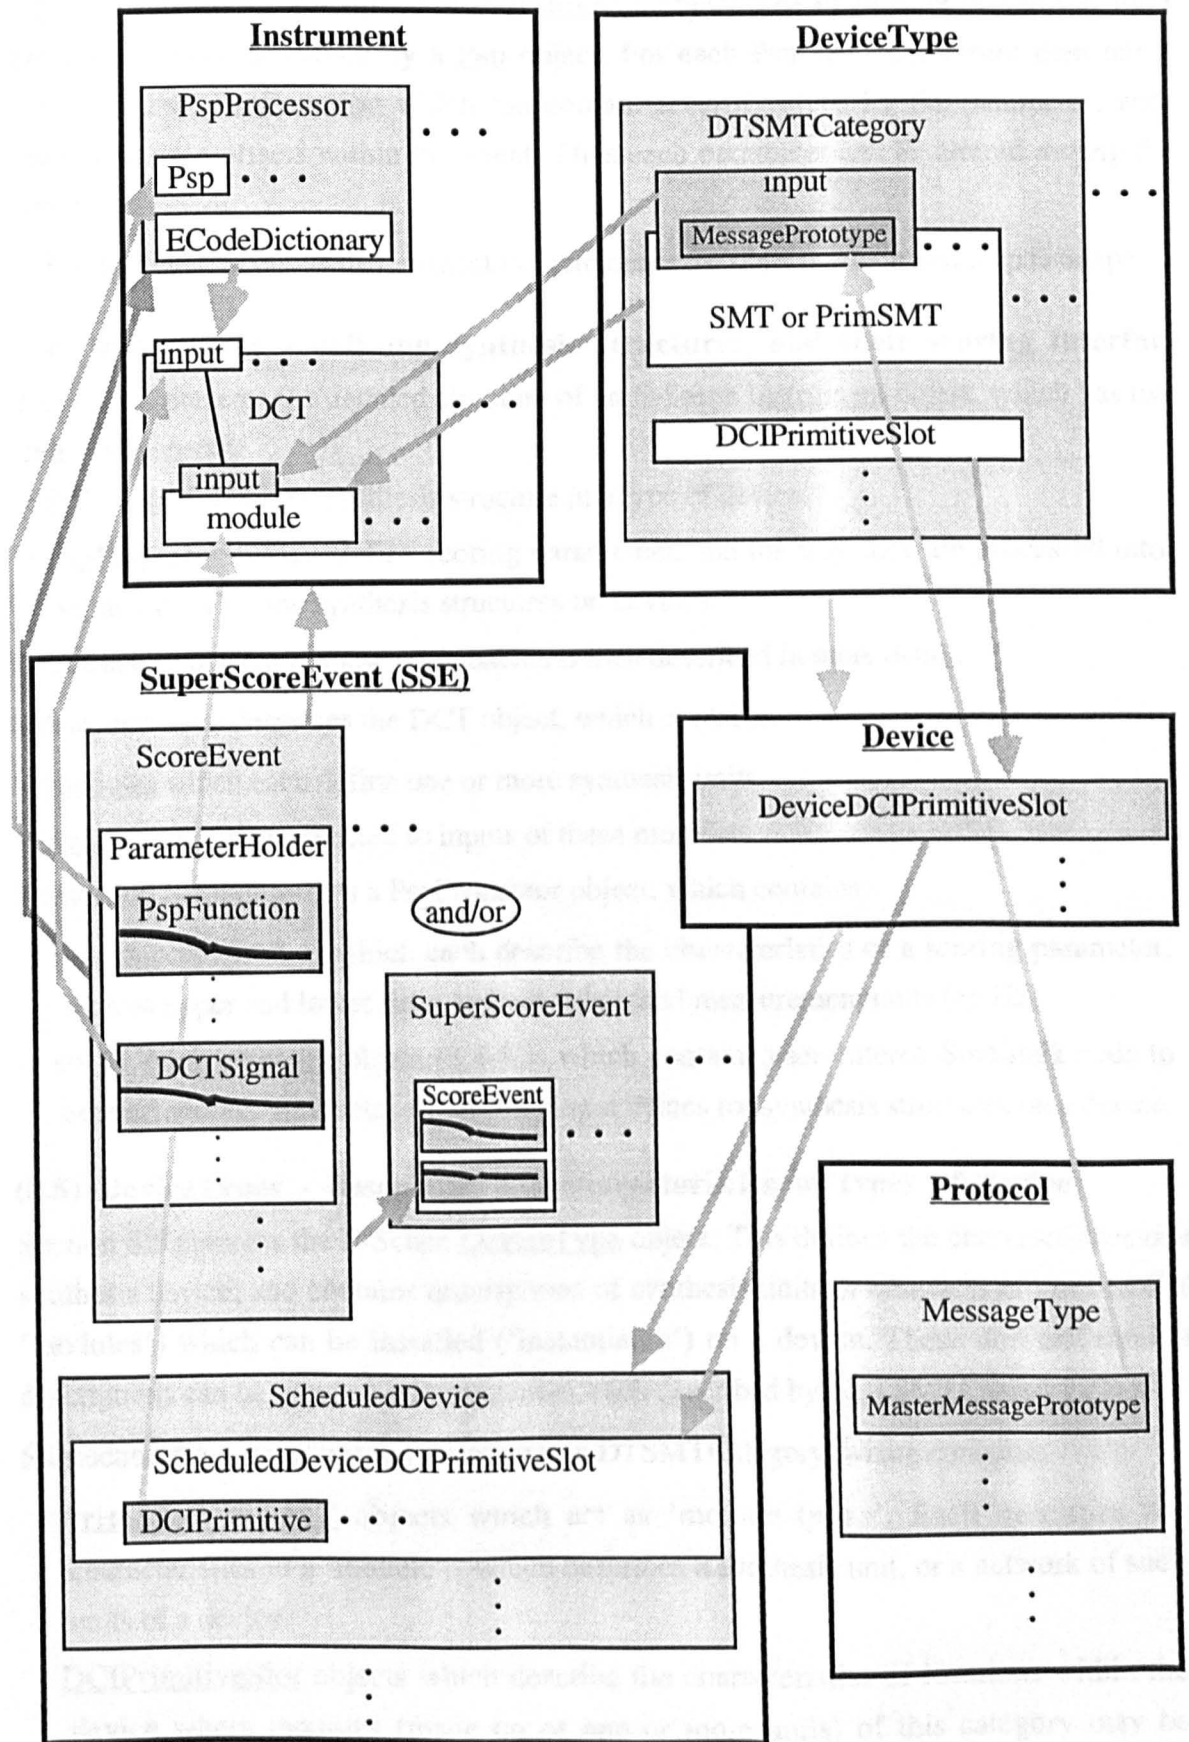 Instrument
PspProcessor
Psp
ECodeDictionary
input
DCT
input
module
DeviceType
DTSMTCategory
input
MessagePrototype
SMT or PrimSMT
DCIPrimitiveSlot
SuperScoreEvent (SSE)
ScoreEvent
ParameterHolder
PspFunction
DCTSignal
and/or
SuperScoreEvent
ScoreEvent
ScheduledDevice
ScheduledDeviceDCIPrimitiveSlot
DCIPrimitive
Device
DeviceDCIPrimitiveSlot
Protocol
MessageType
MasterMessagePrototype